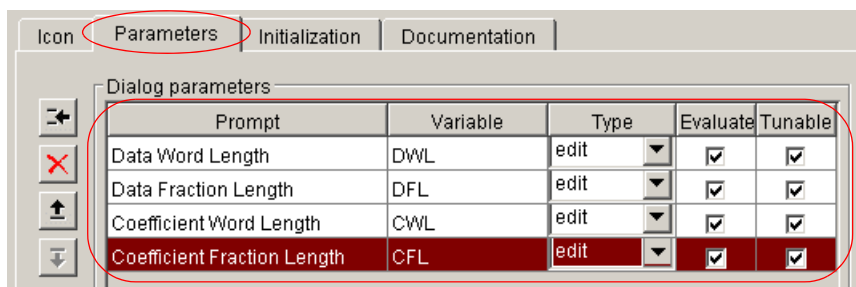 Icon Parameters Initialization Documentation
Dialog parameters
Prompt Variable Type Evaluate Tunable
Data Word Length DWL edit
Data Fraction Length DFL edit
Coefficient Word Length CWL edit
Coefficient Fraction Length CFL edit